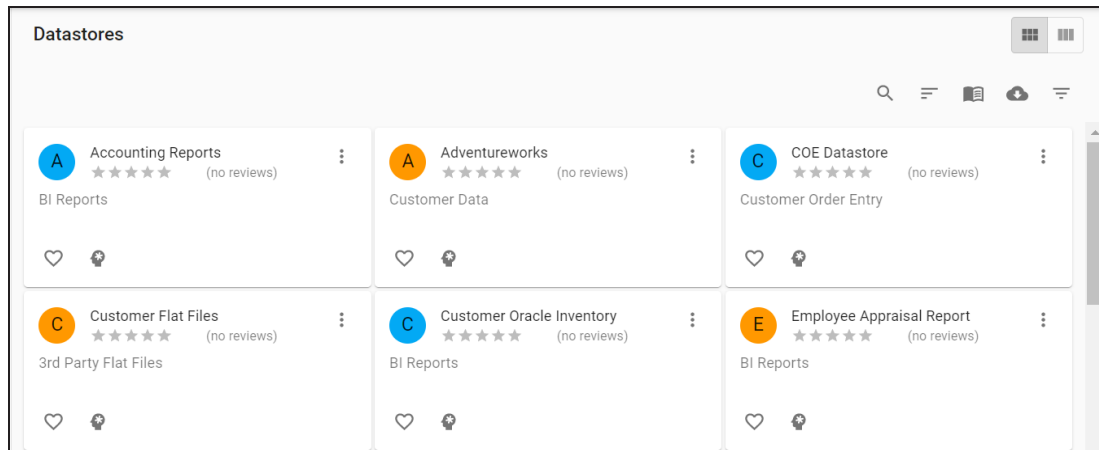 Datastores
A
Accounting Reports
(no reviews)
BI Reports
A
Adventureworks
(no reviews)
Customer Data
C
COE Datastore
(no reviews)
Customer Order Entry
C
Customer Flat Files
(no reviews)
3rd Party Flat Files
C
Customer Oracle Inventory
(no reviews)
BI Reports
E
Employee Appraisal Report
(no reviews)
BI Reports